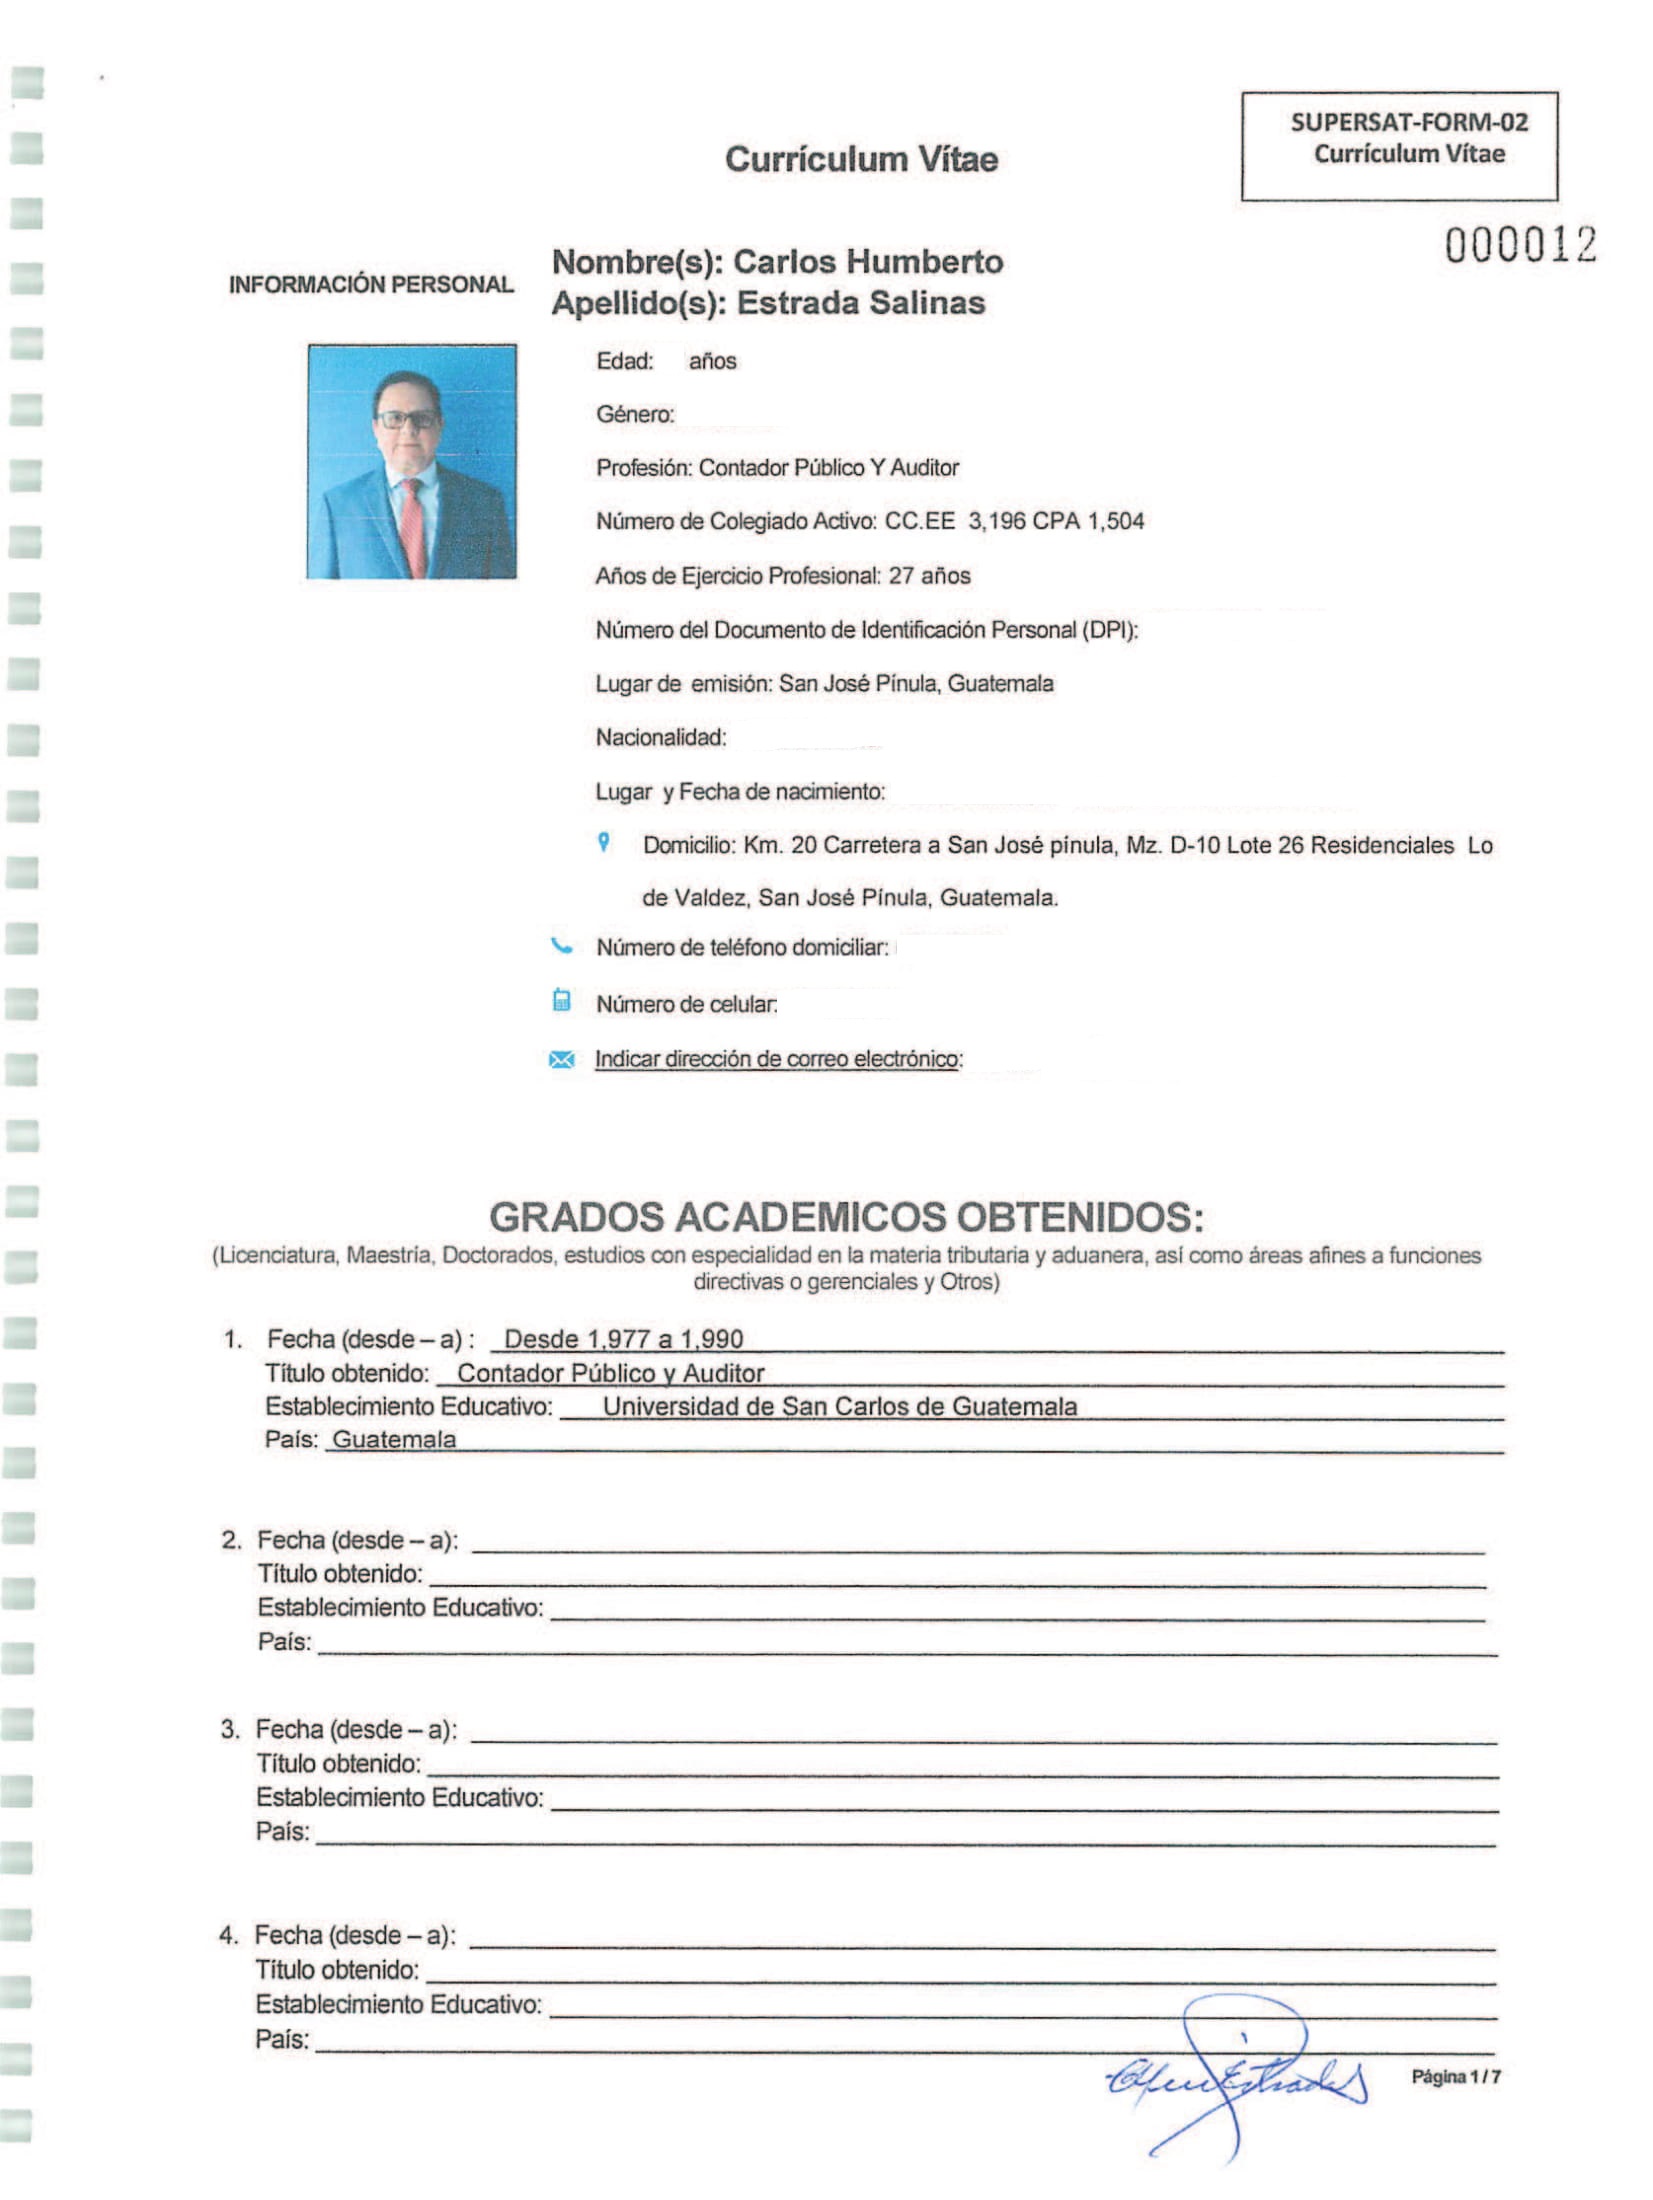 SUPERSAT-FORM-02
Currículum Vítae
Currículum Vítae
000012
INFORMACIÓN PERSONAL
Nombre(s): Carlos Humberto
Apellido(s): Estrada Salinas
Edad: años
Género:
Profesión: Contador Público Y Auditor
Número de Colegiado Activo: CC.EE 3,196 CPA 1,504
Años de Ejercicio Profesional: 27 años
Número del Documento de Identificación Personal (DPI):
Lugar de emisión: San José Pínula, Guatemala
Nacionalidad:
Lugar y Fecha de nacimiento:
Domicilio: Km. 20 Carretera a San José pínula, Mz. D-10 Lote 26 Residenciales Lo
de Valdez, San José Pínula, Guatemala.
Número de teléfono domiciliar:
Número de celular:
Indicar dirección de correo electrónico:
GRADOS ACADEMICOS OBTENIDOS:
(Licenciatura, Maestría, Doctorados, estudios con especialidad en la materia tributaria y aduanera, así como áreas afines a funciones
directivas o gerenciales y Otros)
1. Fecha (desde – a) : Desde 1,977 a 1,990
Título obtenido: Contador Público y Auditor
Establecimiento Educativo: Universidad de San Carlos de Guatemala
País: Guatemala
2. Fecha (desde – a):
Título obtenido:
Establecimiento Educativo:
País:
3. Fecha (desde – a):
Título obtenido:
Establecimiento Educativo:
País:
4. Fecha (desde – a):
Título obtenido:
Establecimiento Educativo:
País:
Página 1 / 7